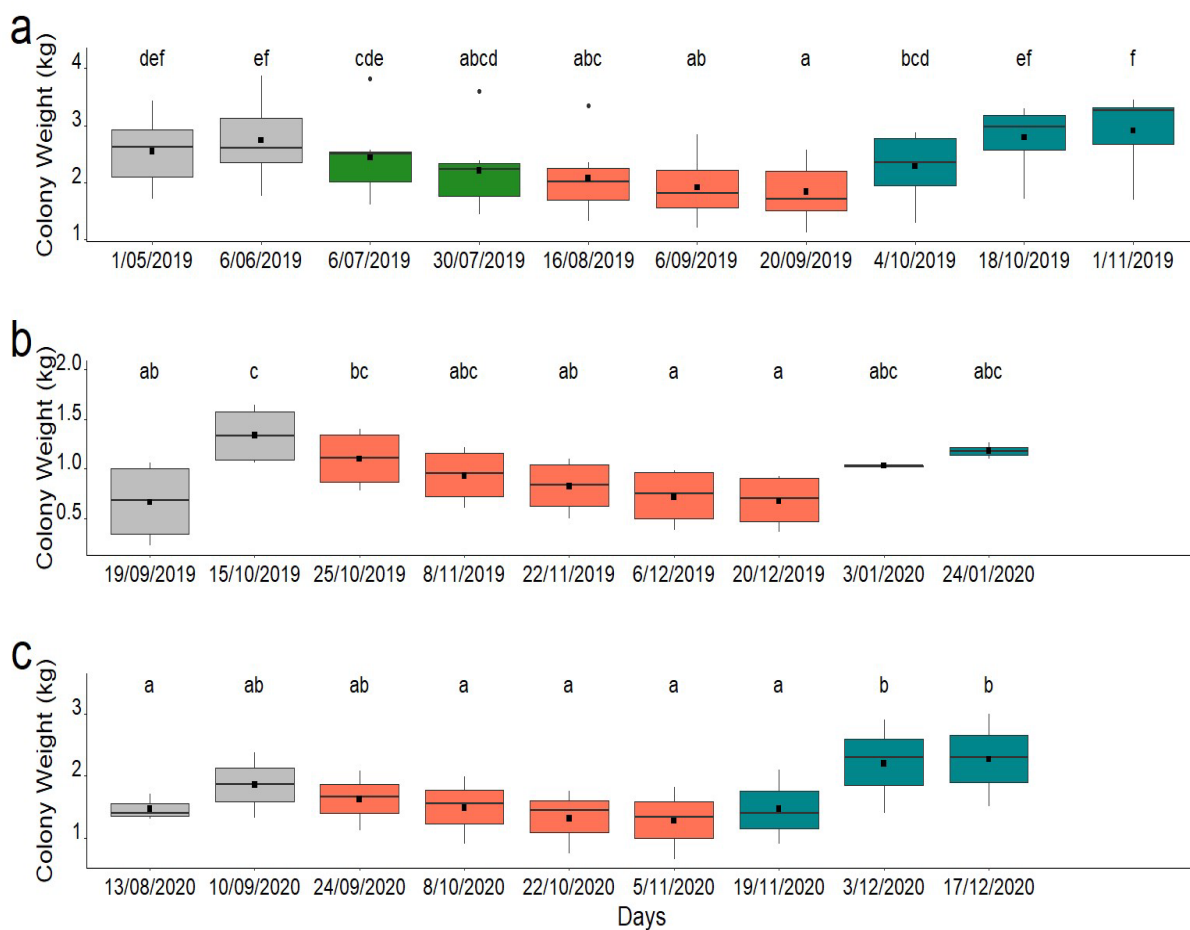 a
Colony Weight (kg)
4
3
2
1
def ef cde abcd abc ab a bcd ef f
1/05/2019 6/06/2019 6/07/2019 30/07/2019 16/08/2019 6/09/2019 20/09/2019 4/10/2019 18/10/2019 1/11/2019
b
Colony Weight (kg)
2.0
1.5
1.0
0.5
ab c bc abc ab a a abc abc
19/09/2019 15/10/2019 25/10/2019 8/11/2019 22/11/2019 6/12/2019 20/12/2019 3/01/2020 24/01/2020
c
Colony Weight (kg)
3
2
1
a ab ab a a a a b b
13/08/2020 10/09/2020 24/09/2020 8/10/2020 22/10/2020 5/11/2020 19/11/2020 3/12/2020 17/12/2020
Days